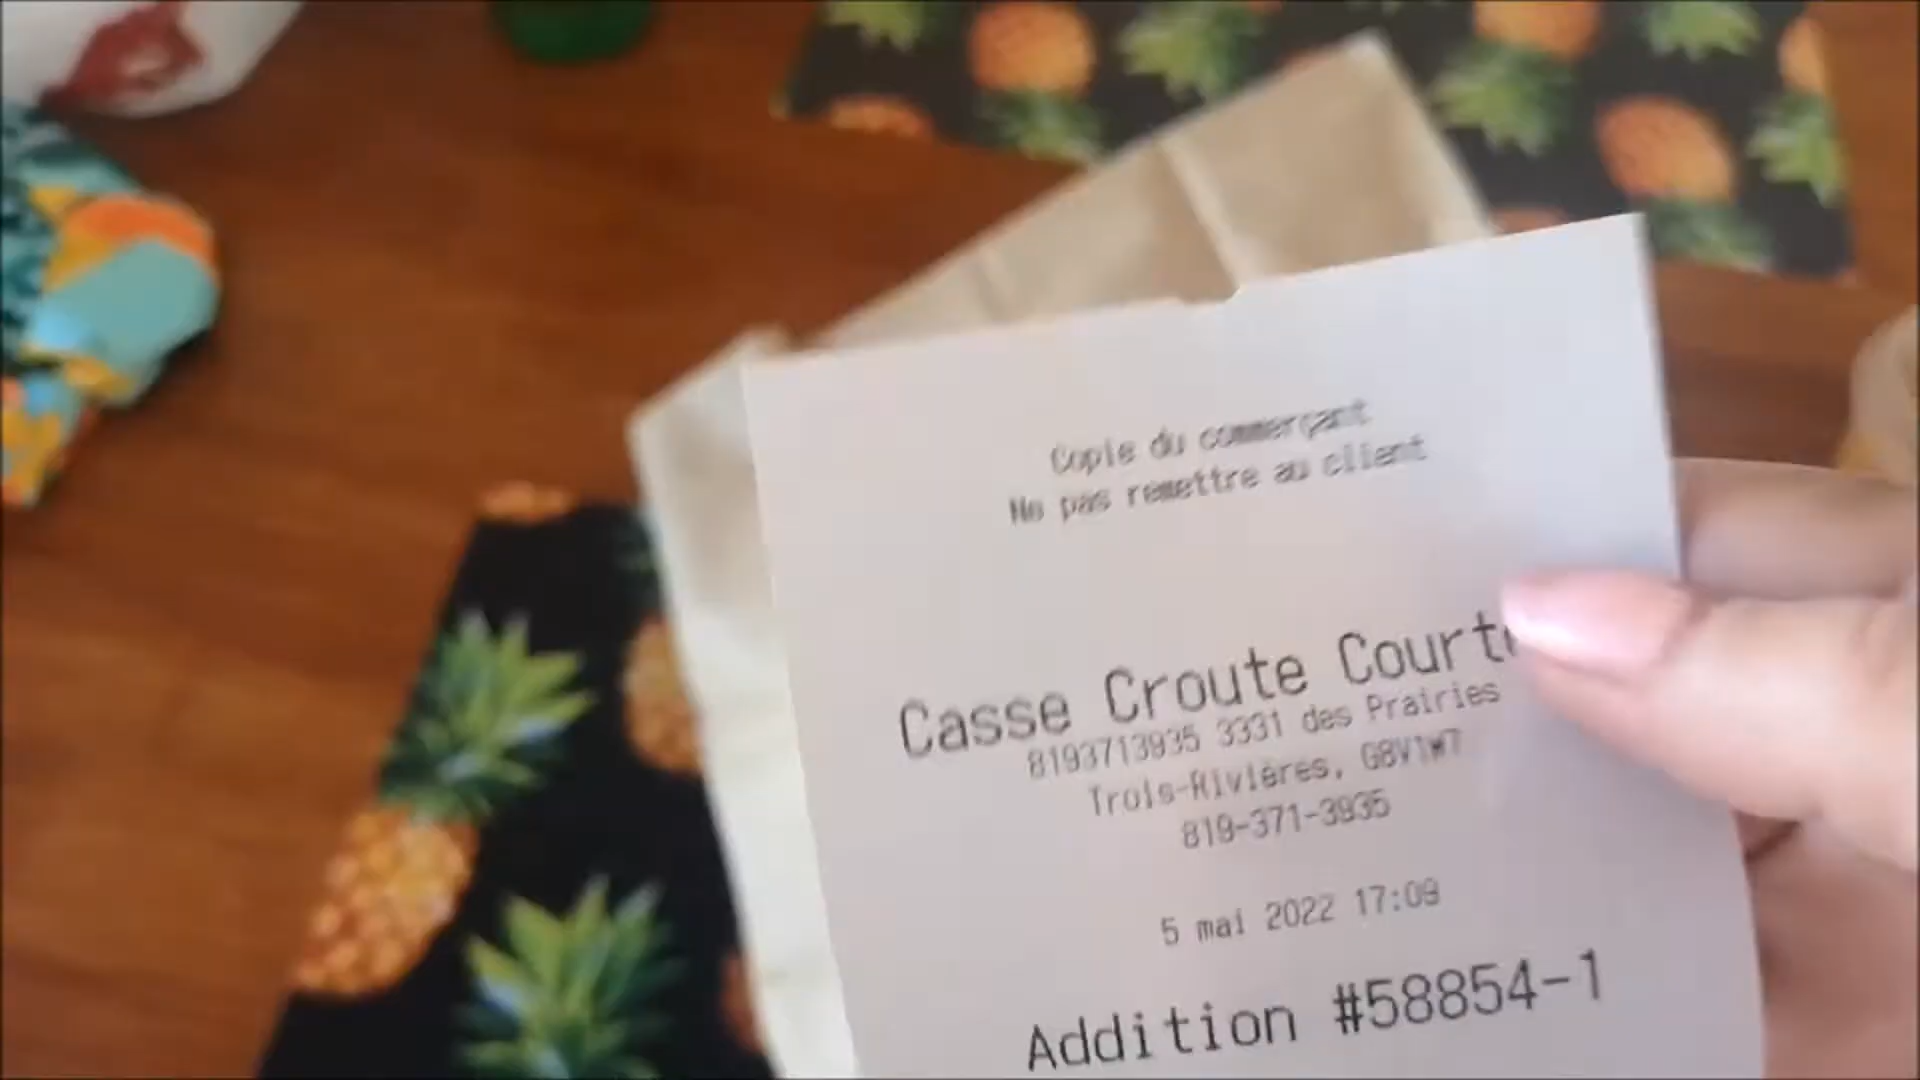 Copie du commerçant
Ne pas remettre au client
Casse Croute Court
8193713935 3331 des Prairies
Trois-Rivières, G8V1W7
819-371-3935
5 mai 2022 17:09
Addition #58854-1